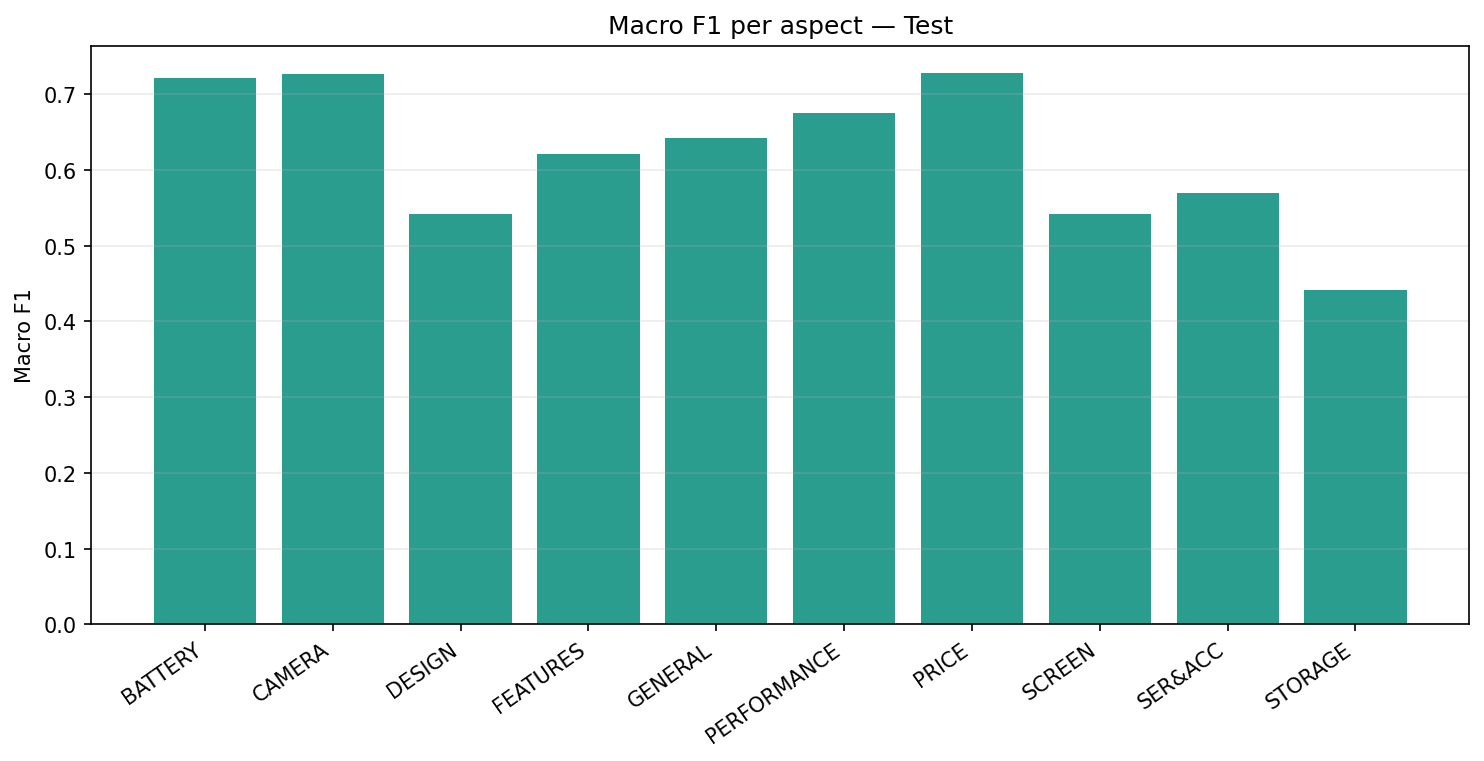 Macro F1 per aspect — Test
Macro F1
0.7
0.6
0.5
0.4
0.3
0.2
0.1
0.0
BATTERY
CAMERA
DESIGN
FEATURES
GENERAL
PERFORMANCE
PRICE
SCREEN
SER&ACC
STORAGE